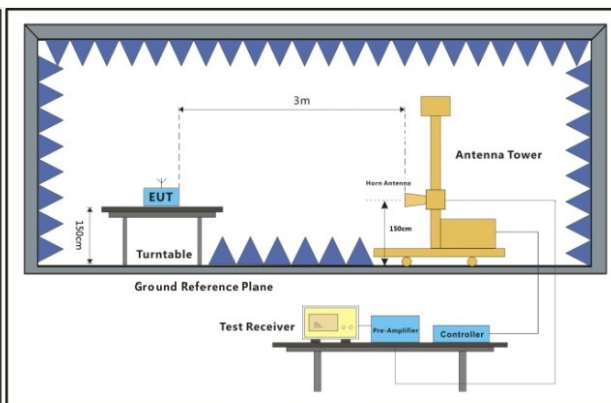 3m
Antenna Tower
Horn Antenna
EUT
150cm
150cm
Turntable
Ground Reference Plane
Test Receiver
Pre-Amplifier
Controller